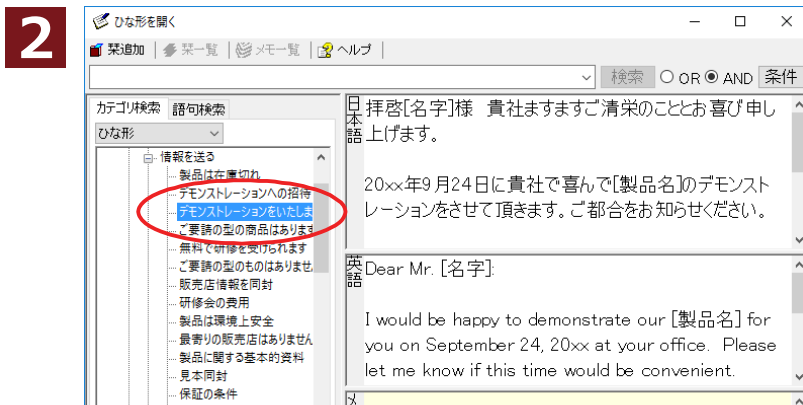 2
ひな形を開く
栞追加 栞一覧 メモ一覧 ヘルプ
検索 OR AND 条件
カテゴリ検索 語句検索
ひな形
情報を送る
製品は在庫切れ
デモンストレーションへの招待
デモンストレーションをいたしま
ご要請の型の商品はあります
無料で研修を受けられます
ご要請の型のものはありませ
販売店情報を同封
研修会の費用
製品は環境上安全
最寄りの販売店はありません
製品に関する基本的資料
見本同封
保証の条件
日本語
拝啓[名字]様 貴社ますますご清栄のこととお喜び申し
上げます。
20xx年9月24日に貴社で喜んで[製品名]のデモンスト
レーションをさせて頂きます。ご都合をお知らせください。
英語
Dear Mr. [名字]:
I would be happy to demonstrate our [製品名] for
you on September 24, 20xx at your office. Please
let me know if this time would be convenient.
メ